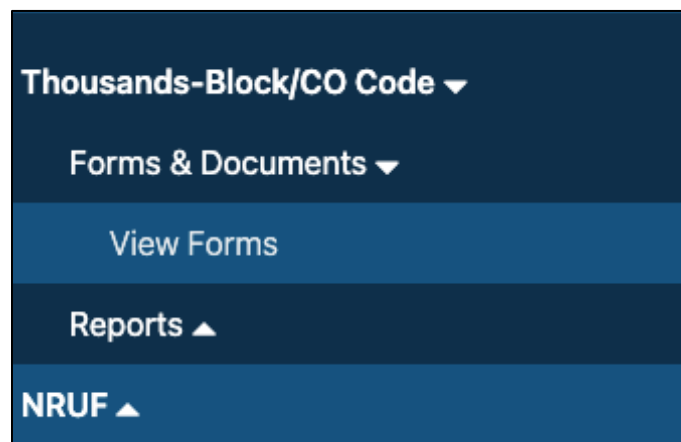 Thousands-Block/CO Code
Forms & Documents
View Forms
Reports
NRUF